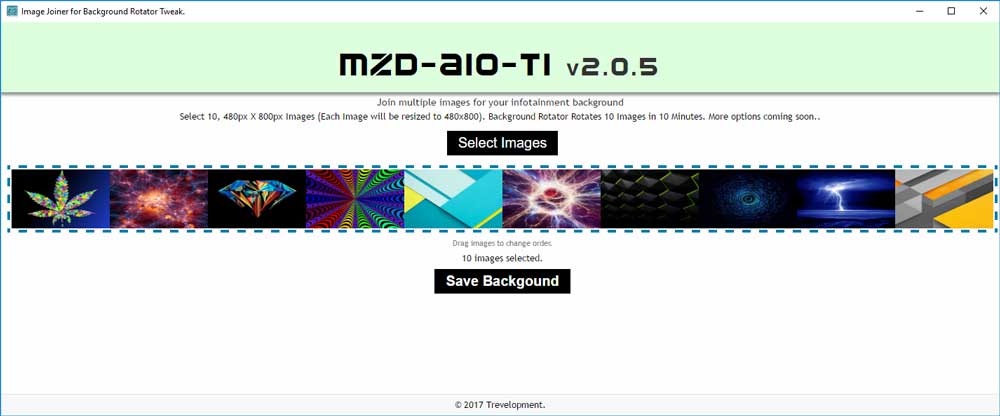 Image Joiner for Background Rotator Tweak.
MZD-AIO-TI v2.0.5
Join multiple images for your infotainment background
Select 10, 480px X 800px Images (Each Image will be resized to 480x800). Background Rotator Rotates 10 Images in 10 Minutes. More options coming soon..
Select Images
Drag images to change order.
10 images selected.
Save Backgound
© 2017 Trevelopment.